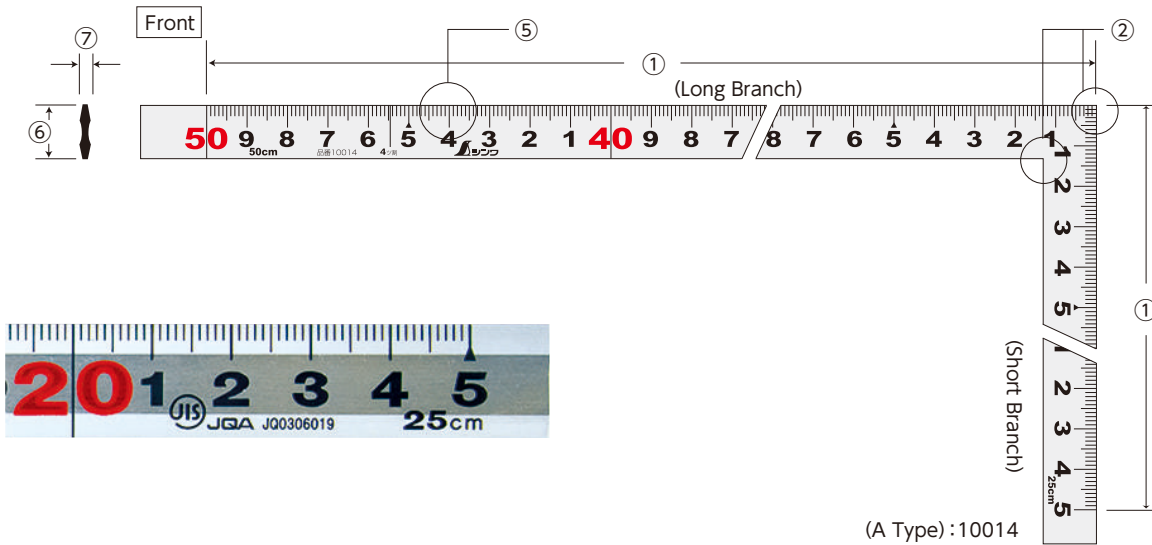 Front
⑦
⑤
②
①
(Long Branch)
⑥
50 9 8 7 6 5 4 3 2 1 40 9 8 7 8 7 6 5 4 3 2 1
50cm 品番10014 4ツ割 シンワ
1
2
3
4
5
①
(Short Branch)
1
2
3
4
25cm
5
20 1 2 3 4 5
JIS JQA JQ0306019 25cm
(A Type):10014